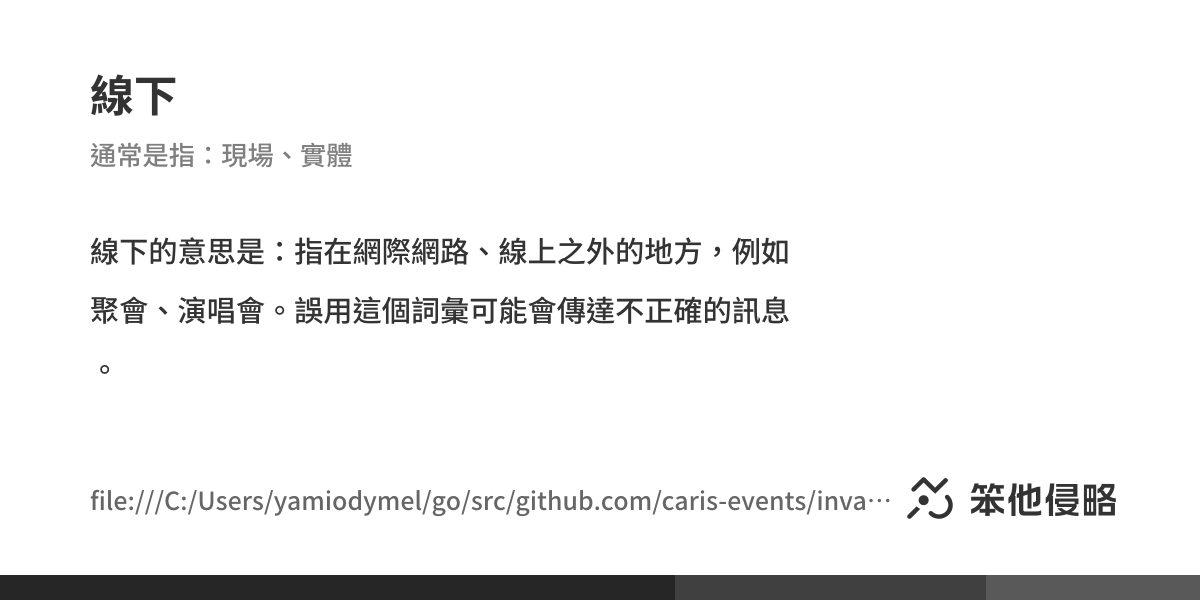 線下
通常是指：現場、實體
線下的意思是：指在網際網路、線上之外的地方，例如
聚會、演唱會。誤用這個詞彙可能會傳達不正確的訊息
。
file:///C:/Users/yamiodymel/go/src/github.com/caris-events/inva…
笨他侵略